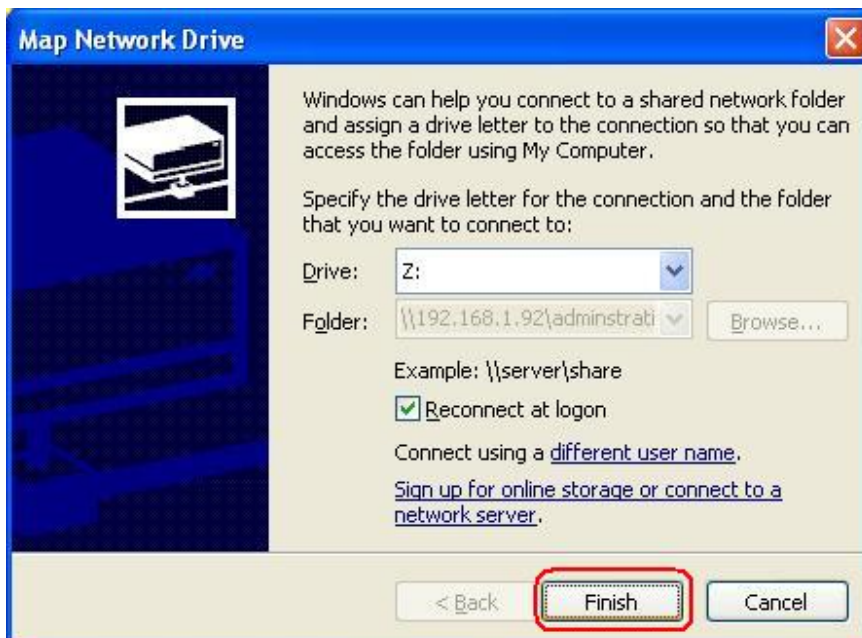 Map Network Drive
Windows can help you connect to a shared network folder
and assign a drive letter to the connection so that you can
access the folder using My Computer.
Specify the drive letter for the connection and the folder
that you want to connect to:
Drive: Z:
Folder: \\192.168.1.92\adminstrati Browse...
Example: \\server\share
Reconnect at logon
Connect using a different user name.
Sign up for online storage or connect to a
network server.
< Back Finish Cancel